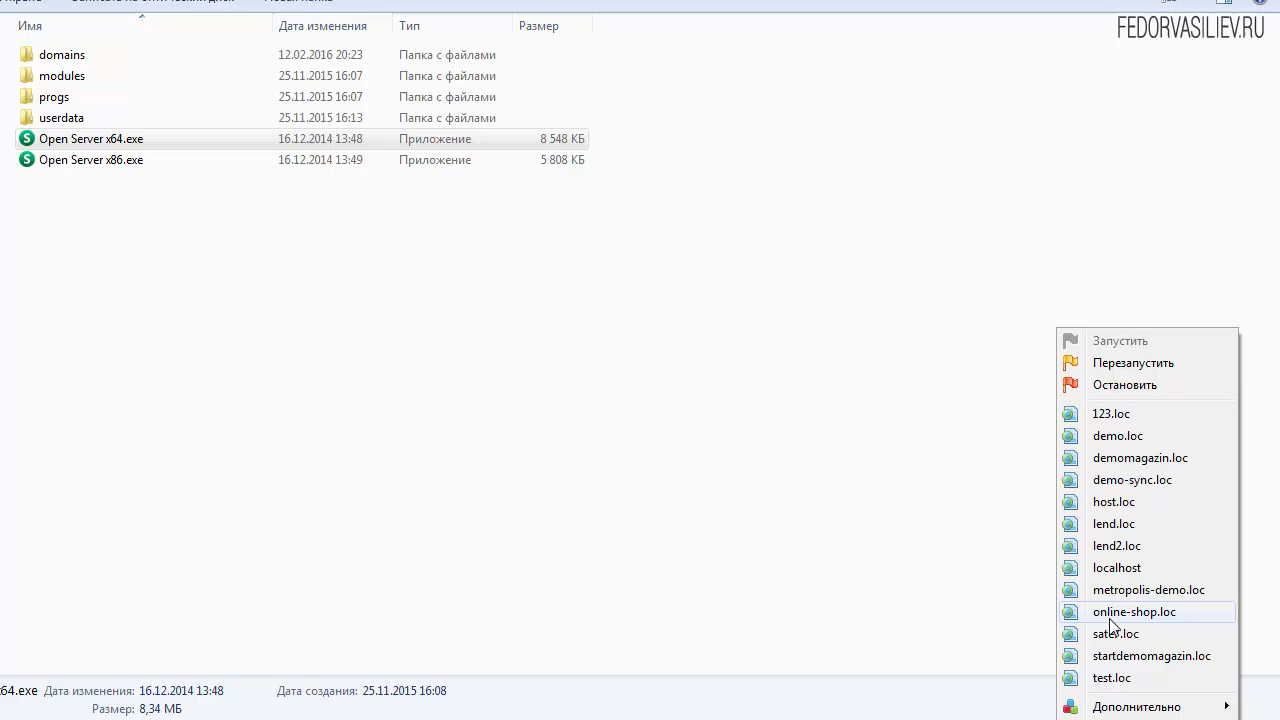 Имя Дата изменения Тип Размер
FEDORVASILIEV.RU
domains 12.02.2016 20:23 Папка с файлами
modules 25.11.2015 16:07 Папка с файлами
progs 25.11.2015 16:07 Папка с файлами
userdata 25.11.2015 16:13 Папка с файлами
Open Server x64.exe 16.12.2014 13:48 Приложение 8 548 КБ
Open Server x86.exe 16.12.2014 13:49 Приложение 5 808 КБ
Запустить
Перезапустить
Остановить
123.loc
demo.loc
demomagazin.loc
demo-sync.loc
host.loc
lend.loc
lend2.loc
localhost
metropolis-demo.loc
online-shop.loc
startdemomagazin.loc
test.loc
Дополнительно
64.exe Дата изменения: 16.12.2014 13:48 Дата создания: 25.11.2015 16:08
Размер: 8,34 МБ